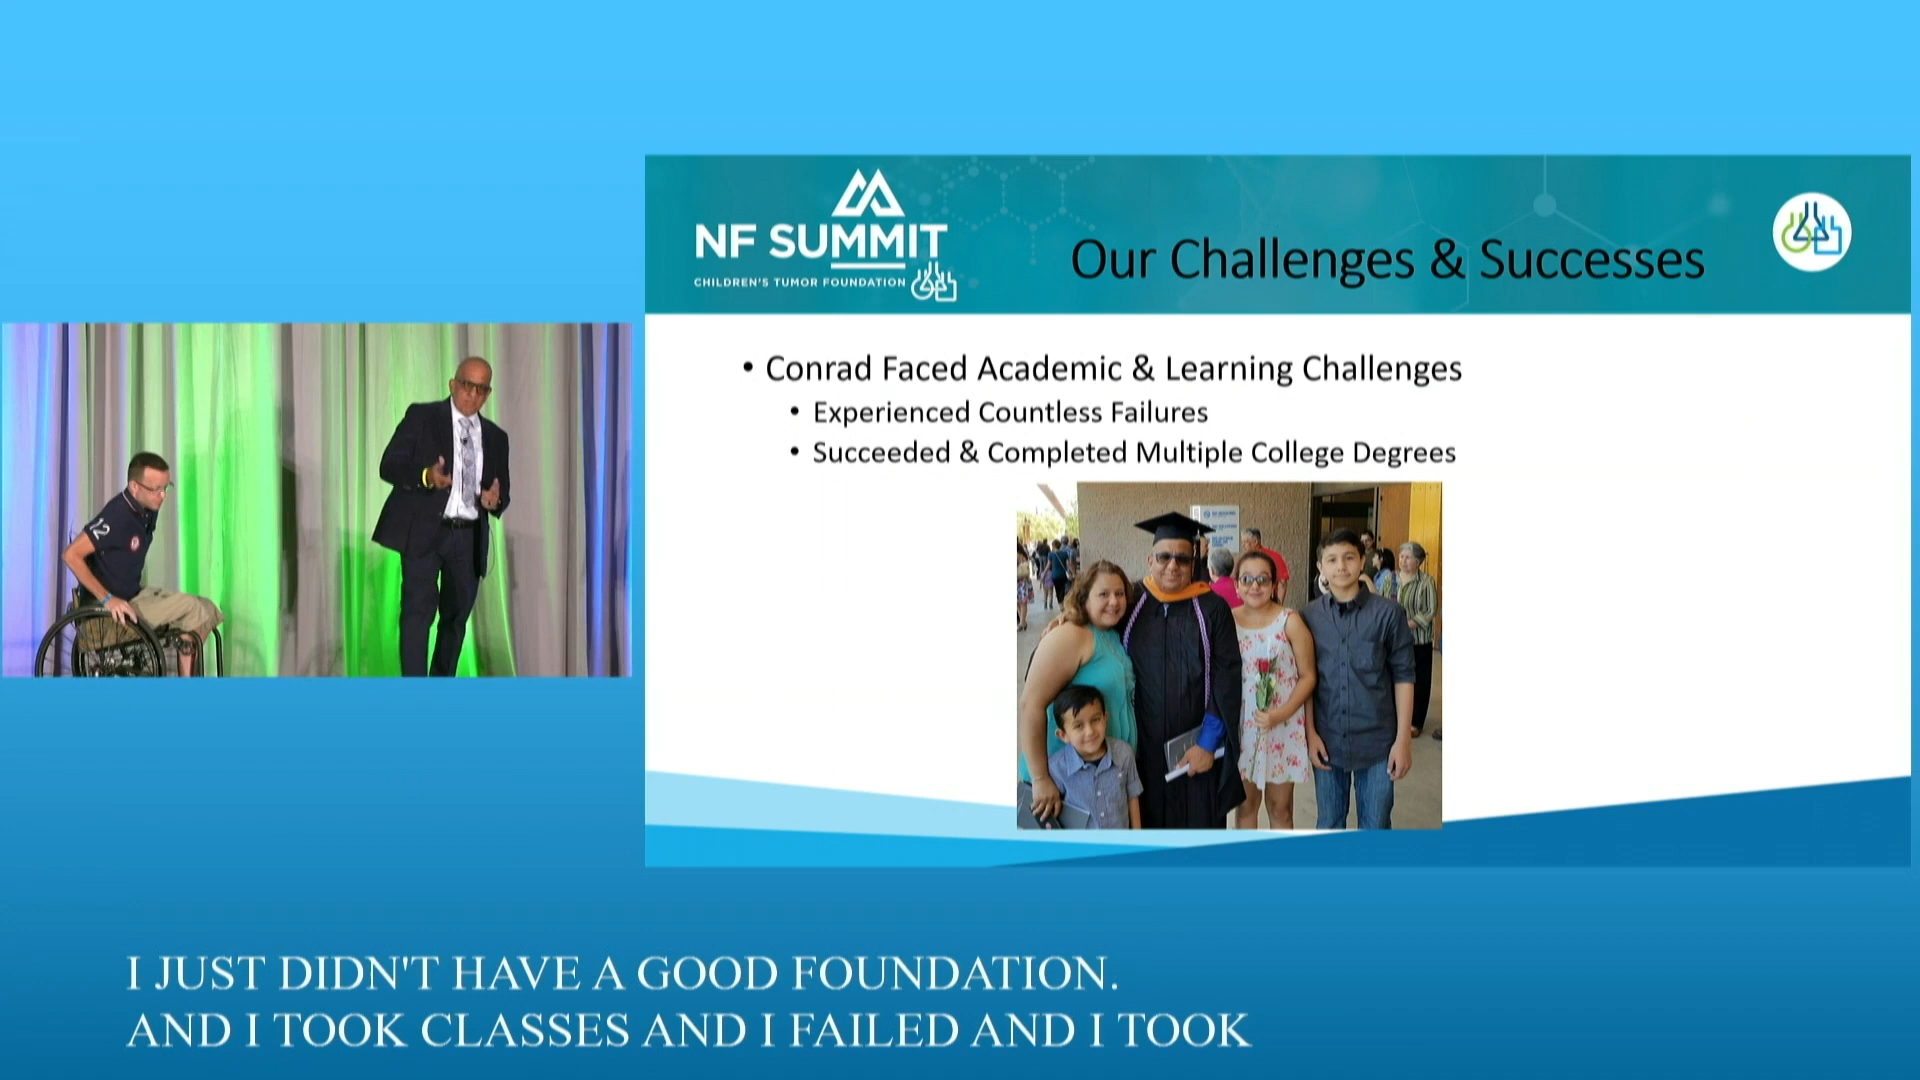 NF SUMMIT
CHILDREN'S TUMOR FOUNDATION
Our Challenges & Successes
• Conrad Faced Academic & Learning Challenges
• Experienced Countless Failures
• Succeeded & Completed Multiple College Degrees
12
I JUST DIDN'T HAVE A GOOD FOUNDATION.
AND I TOOK CLASSES AND I FAILED AND I TOOK